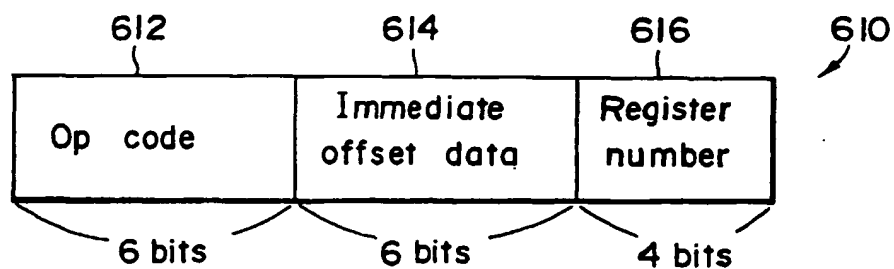 612 614 616 610
Op code
Immediate
offset data
Register
number
6 bits 6 bits 4 bits